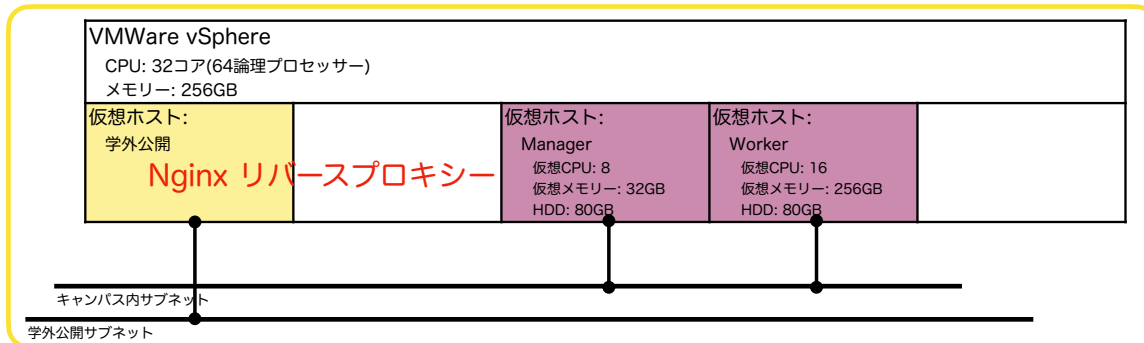 VMWare vSphere
CPU: 32コア(64論理プロセッサー)
メモリー: 256GB
仮想ホスト:
学外公開
Nginx リバースプロキシー
仮想ホスト:
Manager
仮想CPU: 8
仮想メモリー: 32GB
HDD: 80GB
仮想ホスト:
Worker
仮想CPU: 16
仮想メモリー: 256GB
HDD: 80GB
キャンパス内サブネット
学外公開サブネット